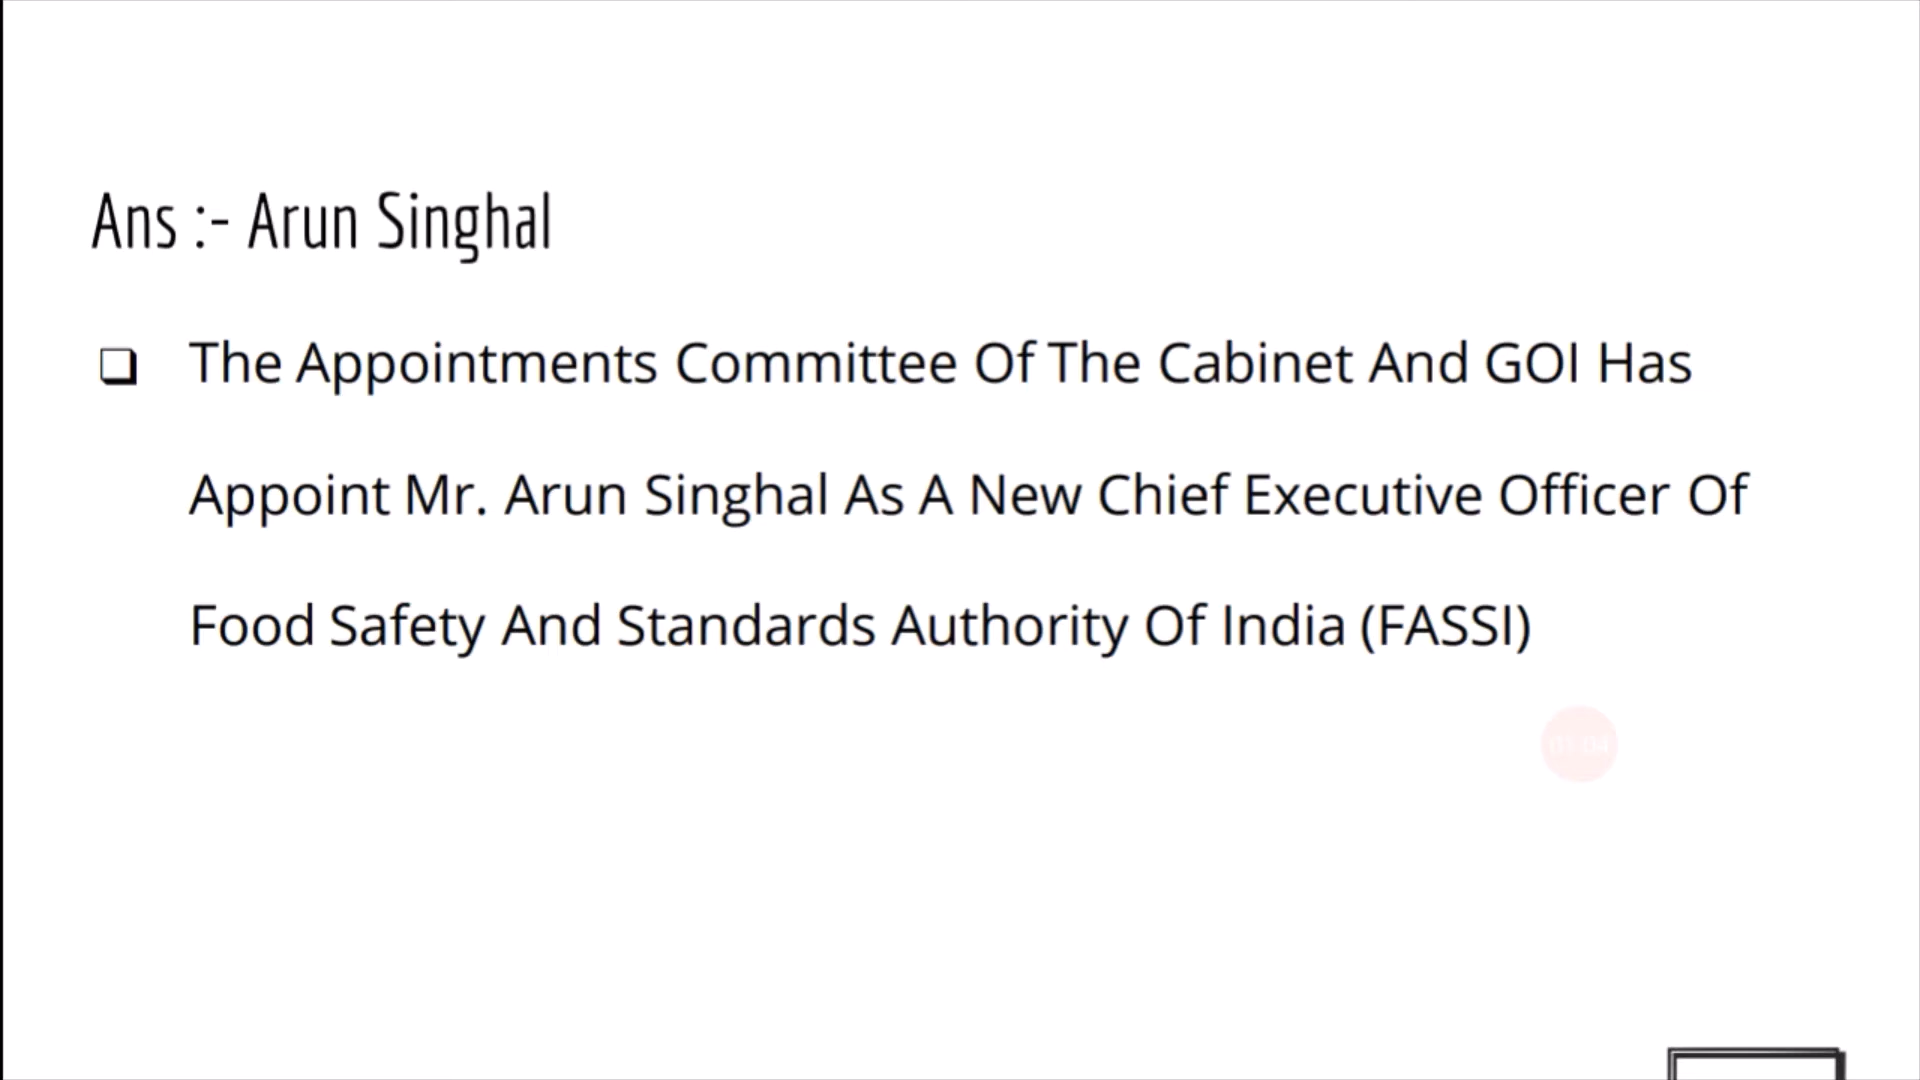 Ans :- Arun Singhal
❏ The Appointments Committee Of The Cabinet And GOI Has
Appoint Mr. Arun Singhal As A New Chief Executive Officer Of
Food Safety And Standards Authority Of India (FASSI)